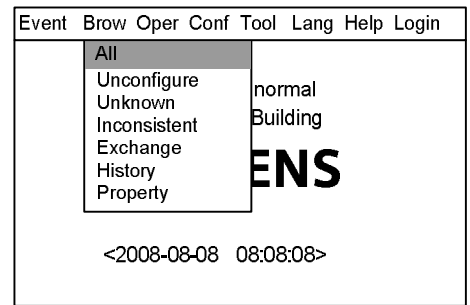 Event Brow Oper Conf Tool Lang Help Login
All
Unconfigure
Unknown
Inconsistent
Exchange
History
Property
normal
Building
ENS
<2008-08-08 08:08:08>